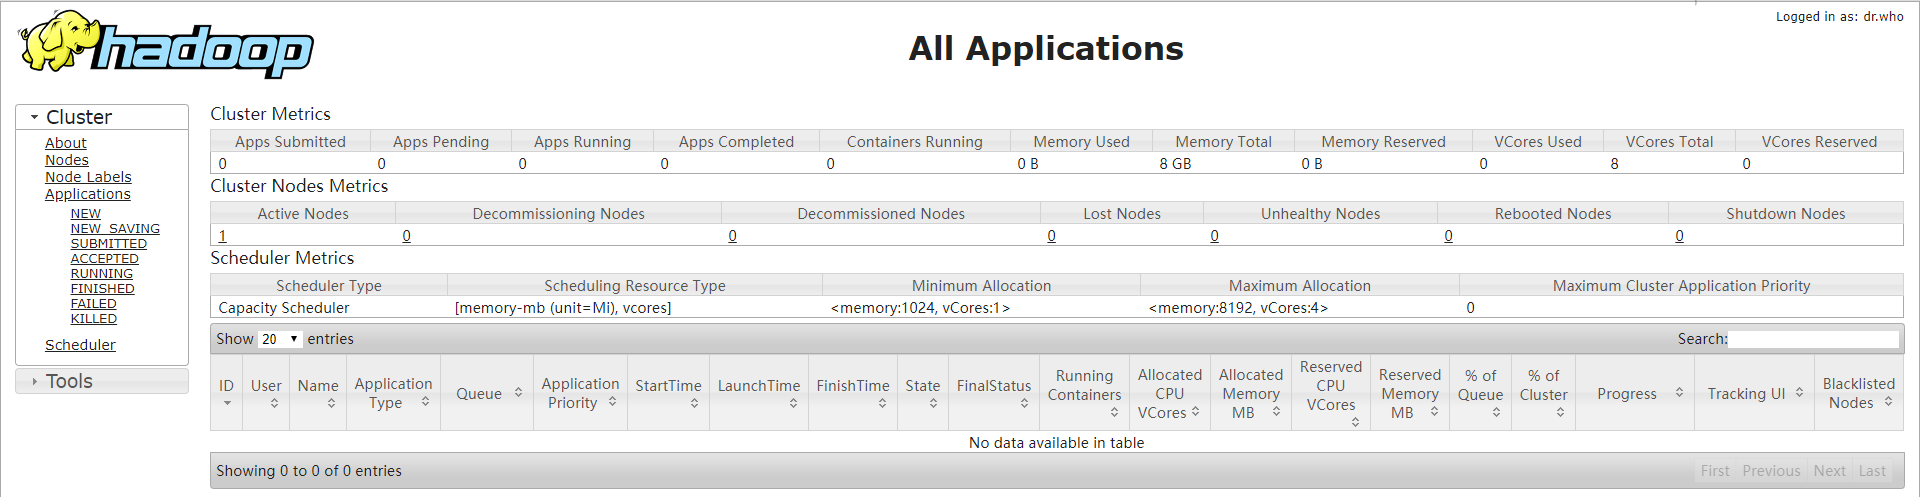 Logged in as: dr.who
hadoop
All Applications
Cluster
About
Nodes
Node Labels
Applications
NEW
NEW_SAVING
SUBMITTED
ACCEPTED
RUNNING
FINISHED
FAILED
KILLED
Scheduler
Tools
Cluster Metrics
Apps Submitted Apps Pending Apps Running Apps Completed Containers Running Memory Used Memory Total Memory Reserved VCores Used VCores Total VCores Reserved
0 0 0 0 0 0 B 8 GB 0 B 0 8 0
Cluster Nodes Metrics
Active Nodes Decommissioning Nodes Decommissioned Nodes Lost Nodes Unhealthy Nodes Rebooted Nodes Shutdown Nodes
1 0 0 0 0 0 0
Scheduler Metrics
Scheduler Type Scheduling Resource Type Minimum Allocation Maximum Allocation Maximum Cluster Application Priority
Capacity Scheduler [memory-mb (unit=Mi), vcores] <memory:1024, vCores:1> <memory:8192, vCores:4> 0
Show 20 entries Search:
ID User Name Application Type Queue Application Priority StartTime LaunchTime FinishTime State FinalStatus Running Containers Allocated CPU VCores Allocated Memory MB Reserved CPU VCores Reserved Memory MB % of Queue % of Cluster Progress Tracking UI Blacklisted Nodes
No data available in table
Showing 0 to 0 of 0 entries First Previous Next Last